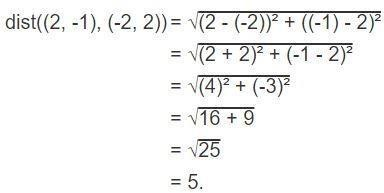 dist((2, -1), (-2, 2)) = √(2 - (-2))² + ((-1) - 2)²
= √(2 + 2)² + (-1 - 2)²
= √(4)² + (-3)²
= √16 + 9
= √25
= 5.